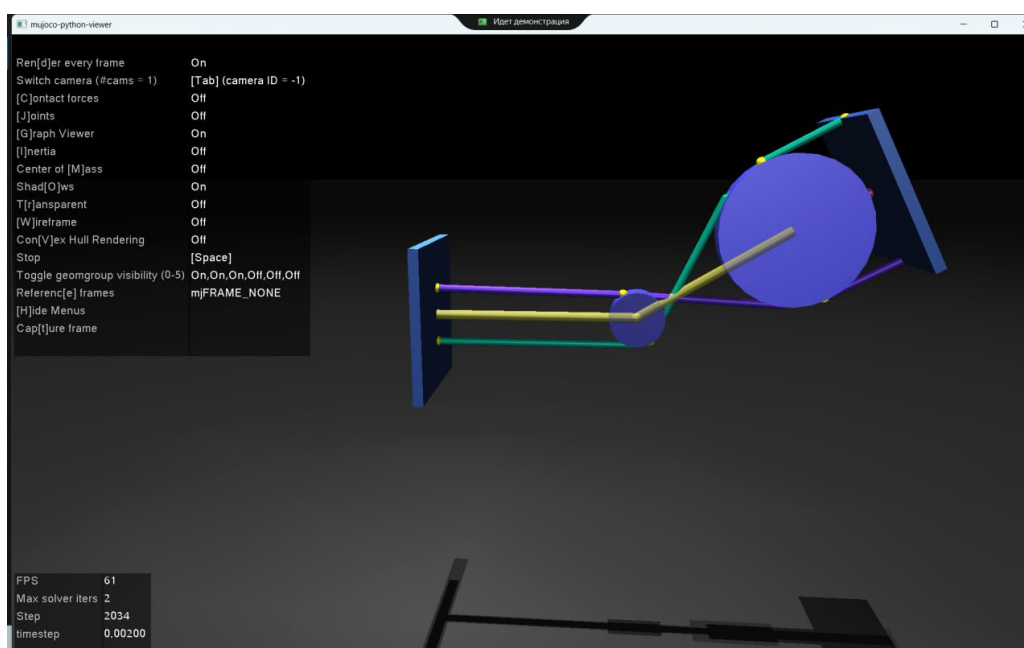 mujoco-python-viewer
Идет демонстрация
Ren[d]er every frame On
Switch camera (#cams = 1) [Tab] (camera ID = -1)
[C]ontact forces Off
[J]oints Off
[G]raph Viewer On
[I]nertia Off
Center of [M]ass Off
Shad[O]ws On
T[r]ansparent Off
[W]ireframe Off
Con[V]ex Hull Rendering Off
Stop [Space]
Toggle geomgroup visibility (0-5) On,On,On,Off,Off,Off
Referenc[e] frames mjFRAME_NONE
[H]ide Menus
Cap[t]ure frame
FPS 61
Max solver iters 2
Step 2034
timestep 0.00200